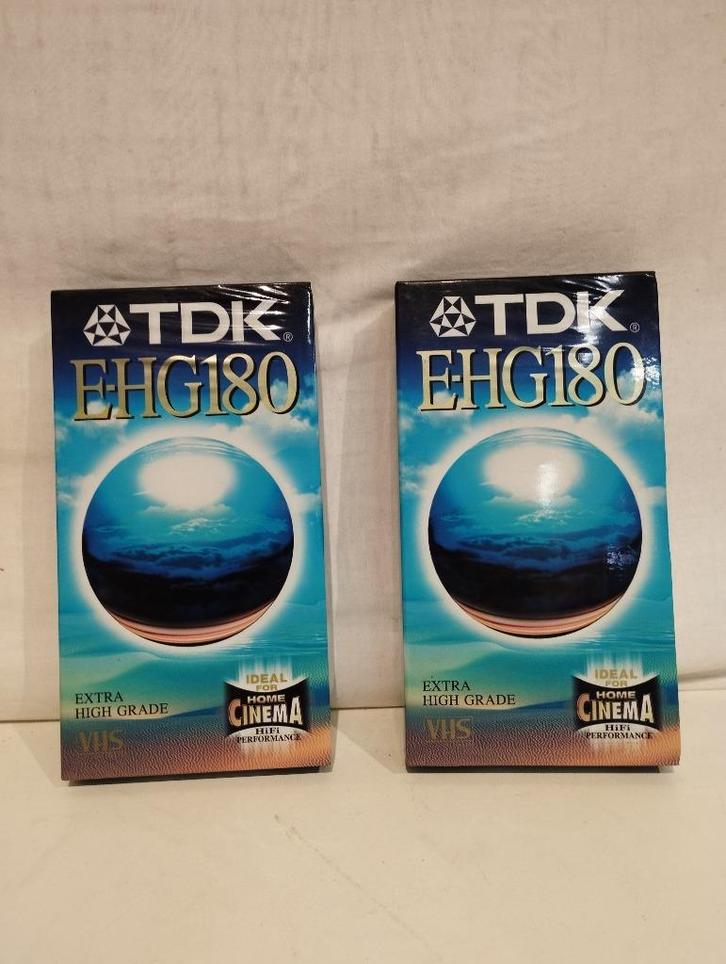 TDK®
E-HG180
EXTRA
HIGH GRADE
VHS
IDEAL
FOR
HOME
CINEMA
HiFi
PERFORMANCE
TDK®
E-HG180
EXTRA
HIGH GRADE
VHS
IDEAL
FOR
HOME
CINEMA
HiFi
PERFORMANCE